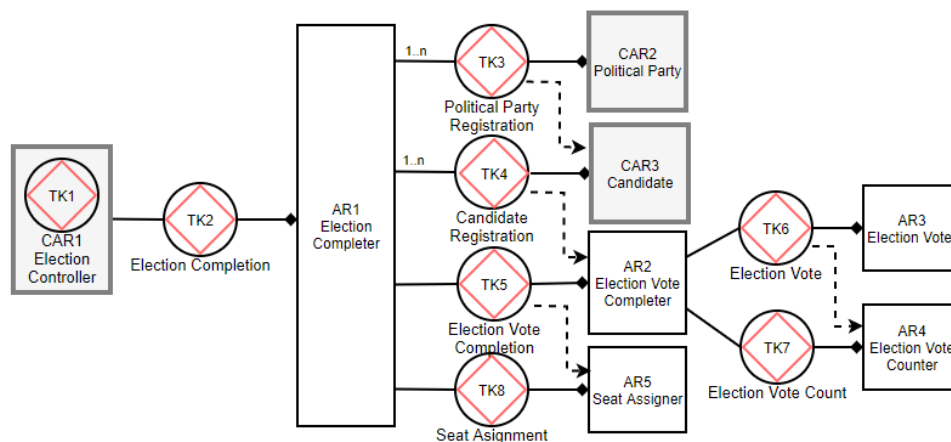 TK1
CAR1
Election
Controller
TK2
Election Completion
AR1
Election
Completer
1..n
TK3
Political Party
Registration
CAR2
Political Party
1..n
TK4
Candidate
Registration
CAR3
Candidate
TK5
Election Vote
Completion
AR2
Election Vote
Completer
TK6
Election Vote
AR3
Election Vote
TK7
Election Vote Count
AR4
Election Vote
Counter
TK8
Seat Asignment
AR5
Seat Assigner